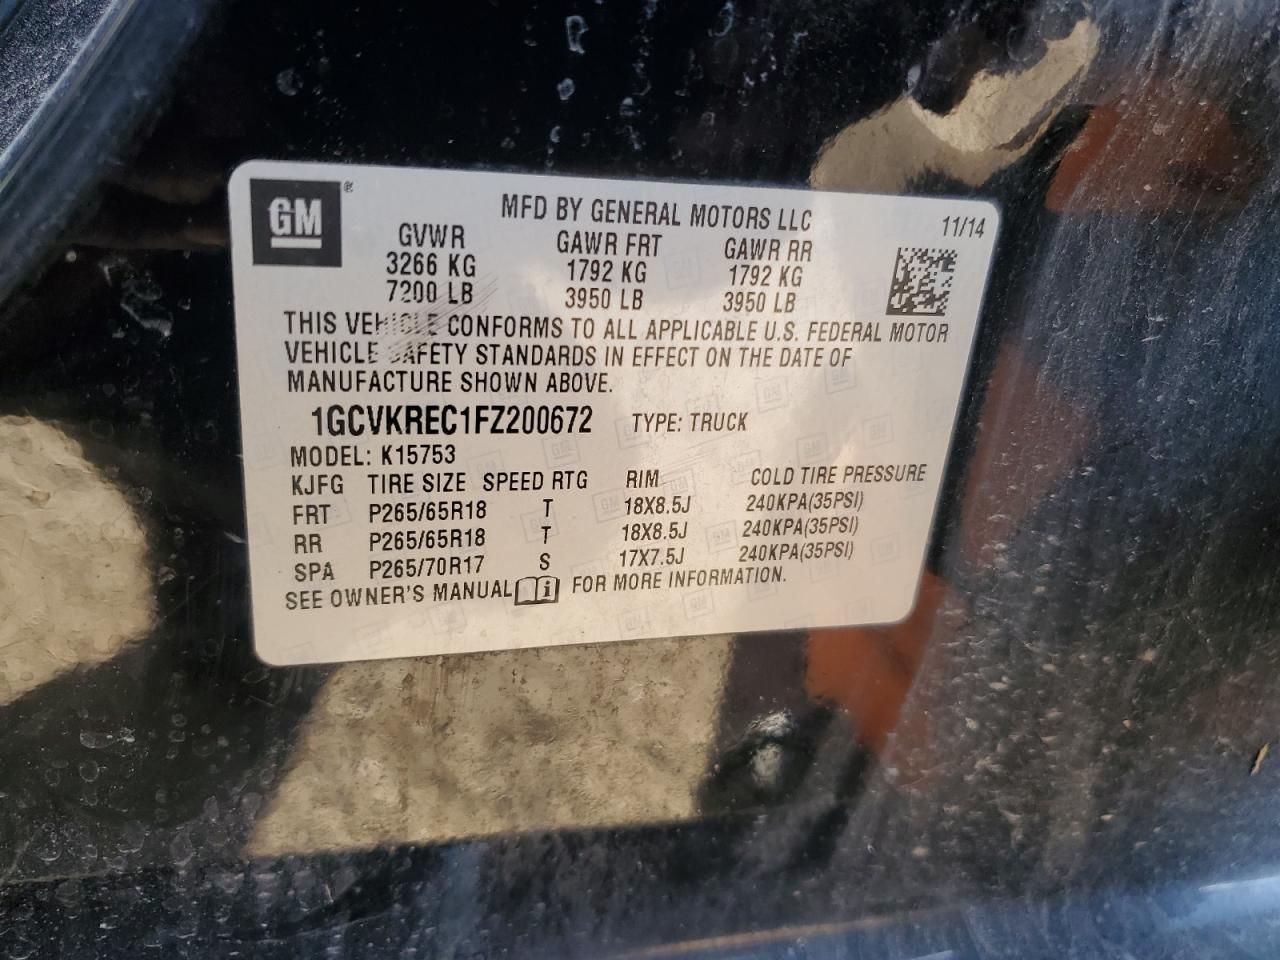 GM ®
MFD BY GENERAL MOTORS LLC 11/14
GVWR GAWR FRT GAWR RR
3266 KG 1792 KG 1792 KG
7200 LB 3950 LB 3950 LB
THIS VEHICLE CONFORMS TO ALL APPLICABLE U.S. FEDERAL MOTOR
VEHICLE SAFETY STANDARDS IN EFFECT ON THE DATE OF
MANUFACTURE SHOWN ABOVE.
1GCVKREC1FZ200672 TYPE: TRUCK
MODEL: K15753
KJFG TIRE SIZE SPEED RTG RIM COLD TIRE PRESSURE
FRT P265/65R18 T 18X8.5J 240KPA(35PSI)
RR P265/65R18 T 18X8.5J 240KPA(35PSI)
SPA P265/70R17 S 17X7.5J 240KPA(35PSI)
SEE OWNER'S MANUAL i FOR MORE INFORMATION.